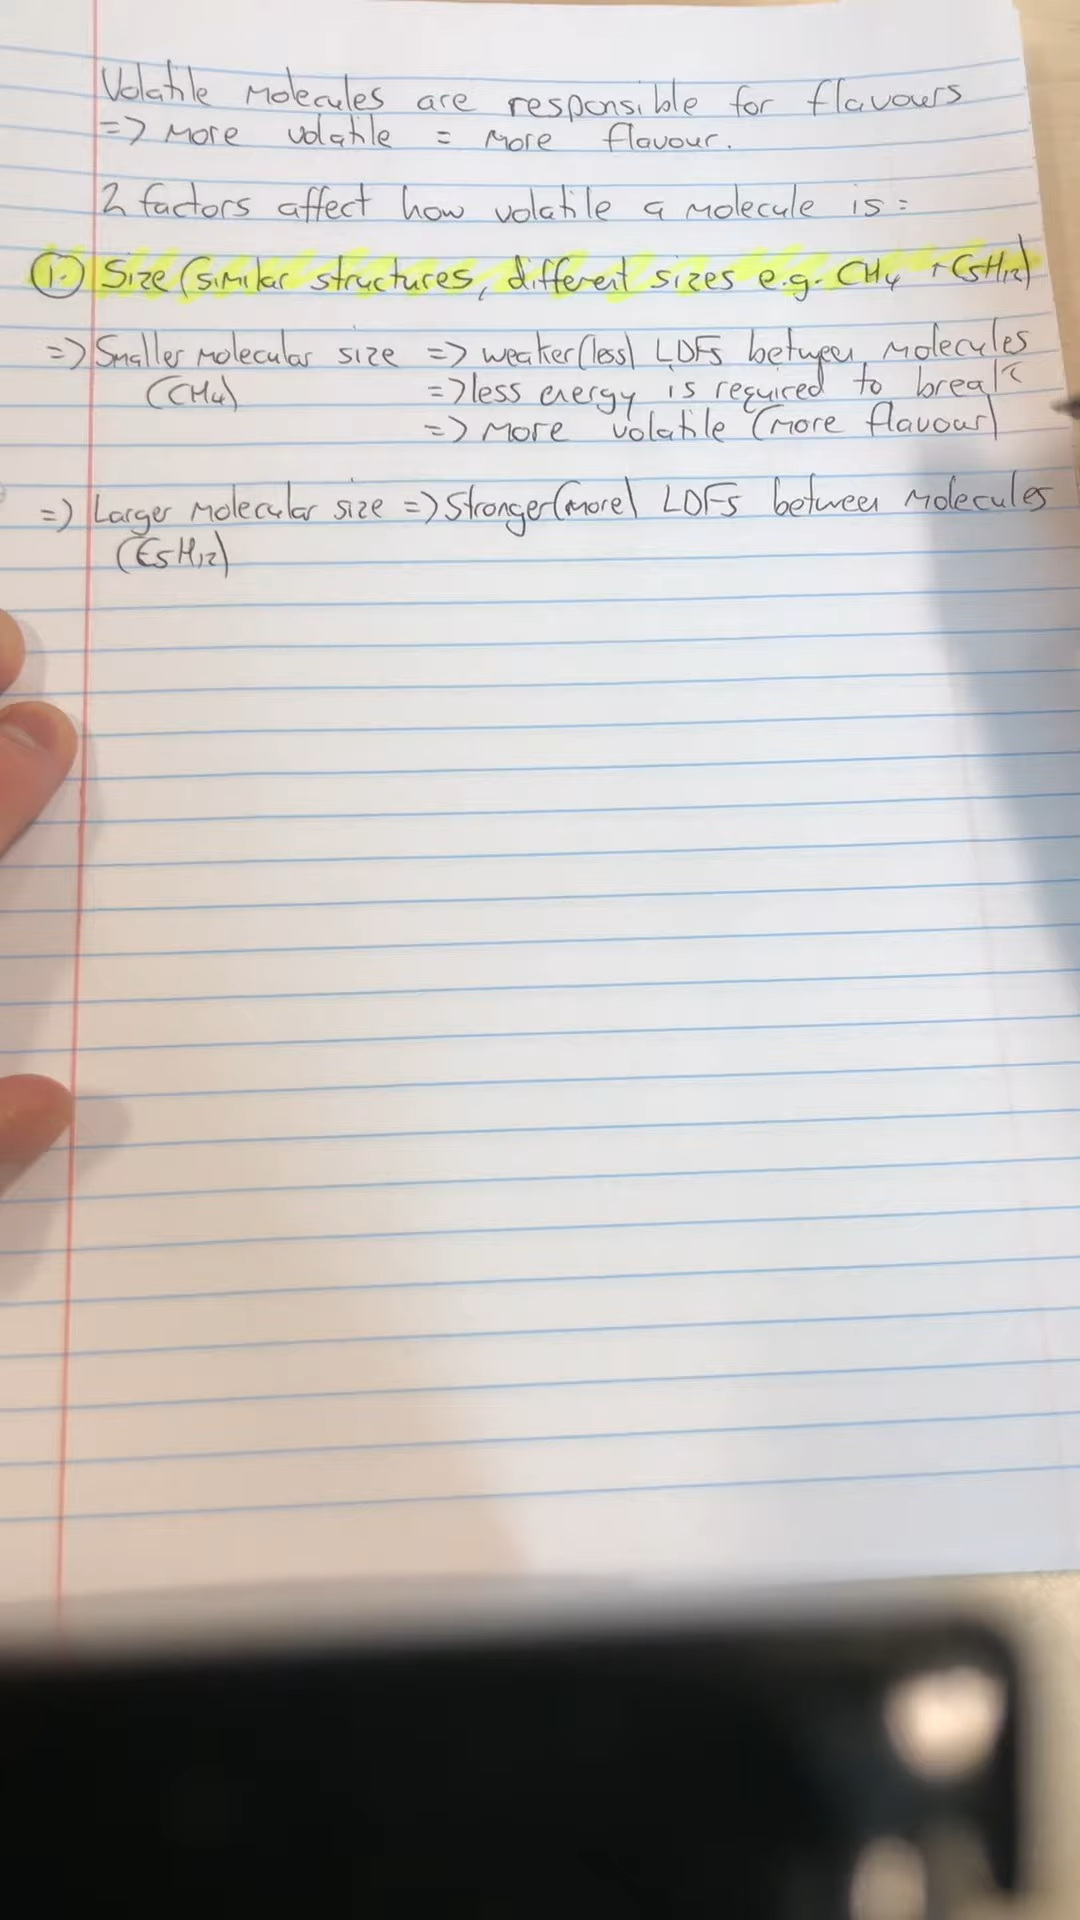 Volatile molecules are responsible for flavours
=> More volatile = more flavour.
2 factors affect how volatile a molecule is:
1. Size (similar structures, different sizes e.g. CH4 + C5H12)
=> Smaller molecular size => weaker (less) LDFs between molecules
(CH4) => less energy is required to break
=> more volatile (more flavour)
=> Larger molecular size => Stronger (more) LDFs between molecules
(C5H12)